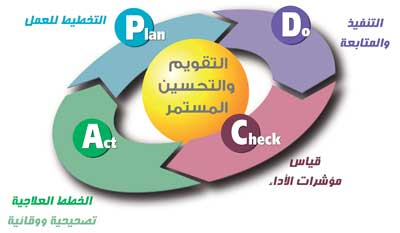 التخطيط للعمل
Plan
Do
التنفيذ
والمتابعة
التقويم
والتحسين
المستمر
Act
Check
قياس
مؤشرات الأداء
الخطط العلاجية
تصحيحية ووقائية